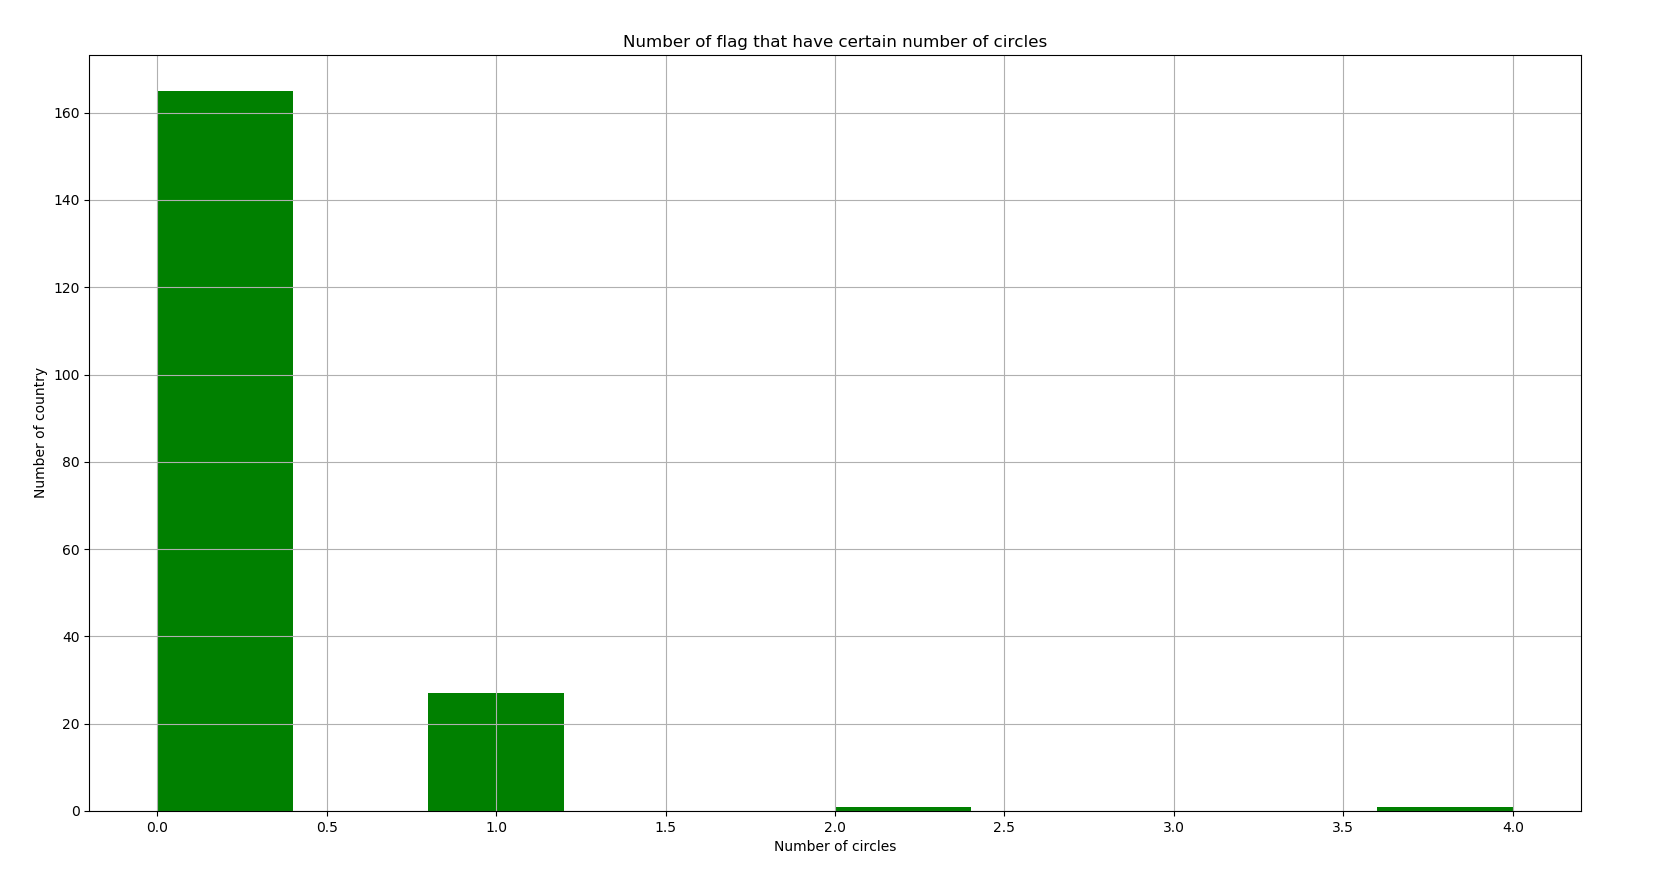 Number of flag that have certain number of circles
160
140
120
100
80
60
40
20
0
Number of country
0.0 0.5 1.0 1.5 2.0 2.5 3.0 3.5 4.0
Number of circles